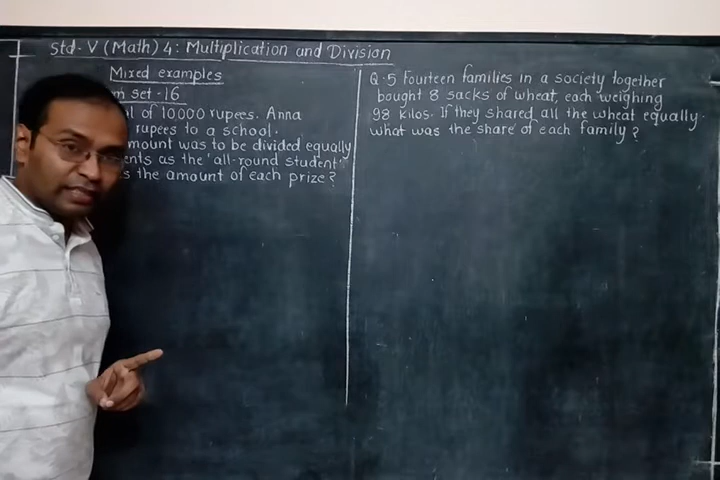 Std-V (Math) 4: Multiplication and Division
Mixed examples
set-16
of 10000 rupees. Anna
rupees to a school.
amount was to be divided equally
as the 'all-round student'.
the amount of each prize?
Q.5 Fourteen families in a society together
bought 8 sacks of wheat, each weighing
98 kilos. If they shared all the wheat equally.
what was the share of each family?